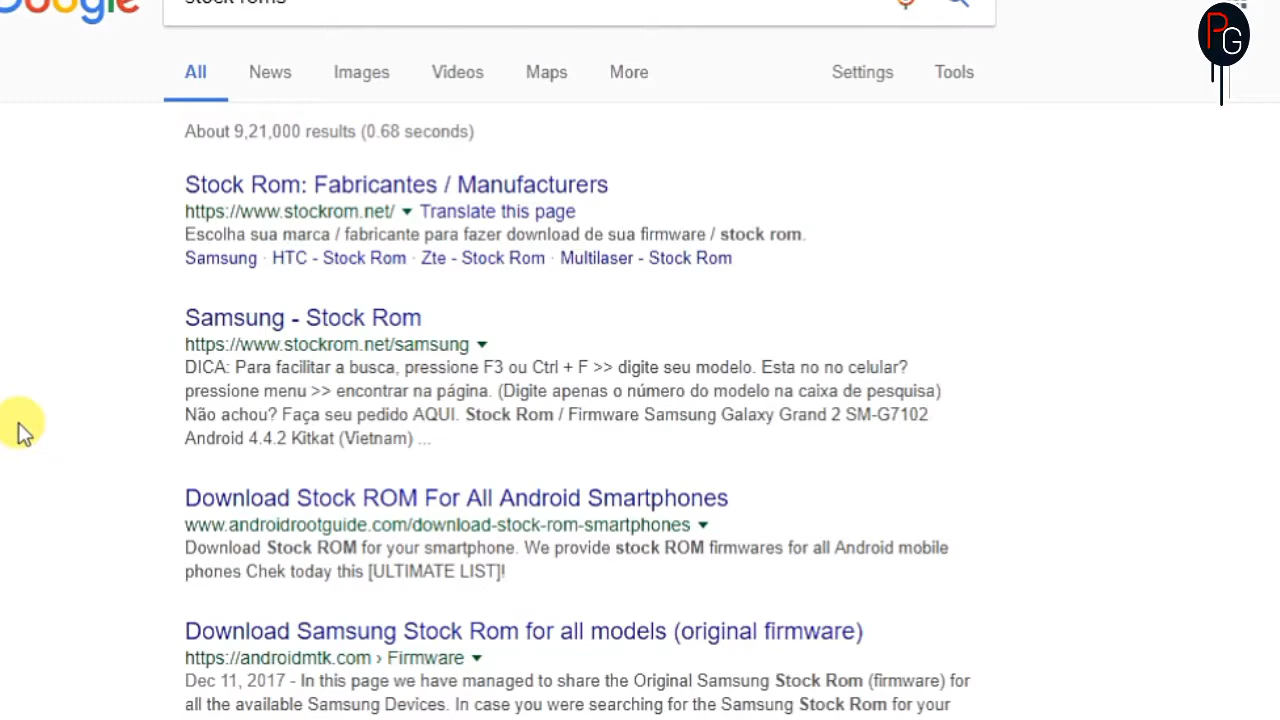 Google
stock roms
PG
All News Images Videos Maps More Settings Tools
About 9,21,000 results (0.68 seconds)
Stock Rom: Fabricantes / Manufacturers
https://www.stockrom.net/ ▼ Translate this page
Escolha sua marca / fabricante para fazer download de sua firmware / stock rom.
Samsung · HTC - Stock Rom · Zte - Stock Rom · Multilaser - Stock Rom
Samsung - Stock Rom
https://www.stockrom.net/samsung ▼
DICA: Para facilitar a busca, pressione F3 ou Ctrl + F >> digite seu modelo. Esta no no celular?
pressione menu >> encontrar na página. (Digite apenas o número do modelo na caixa de pesquisa)
Não achou? Faça seu pedido AQUI. Stock Rom / Firmware Samsung Galaxy Grand 2 SM-G7102
Android 4.4.2 Kitkat (Vietnam) ...
Download Stock ROM For All Android Smartphones
www.androidrootguide.com/download-stock-rom-smartphones ▼
Download Stock ROM for your smartphone. We provide stock ROM firmwares for all Android mobile
phones Chek today this [ULTIMATE LIST]!
Download Samsung Stock Rom for all models (original firmware)
https://androidmtk.com › Firmware ▼
Dec 11, 2017 - In this page we have managed to share the Original Samsung Stock Rom (firmware) for
all the available Samsung Devices. In case you were searching for the Samsung Stock Rom for your